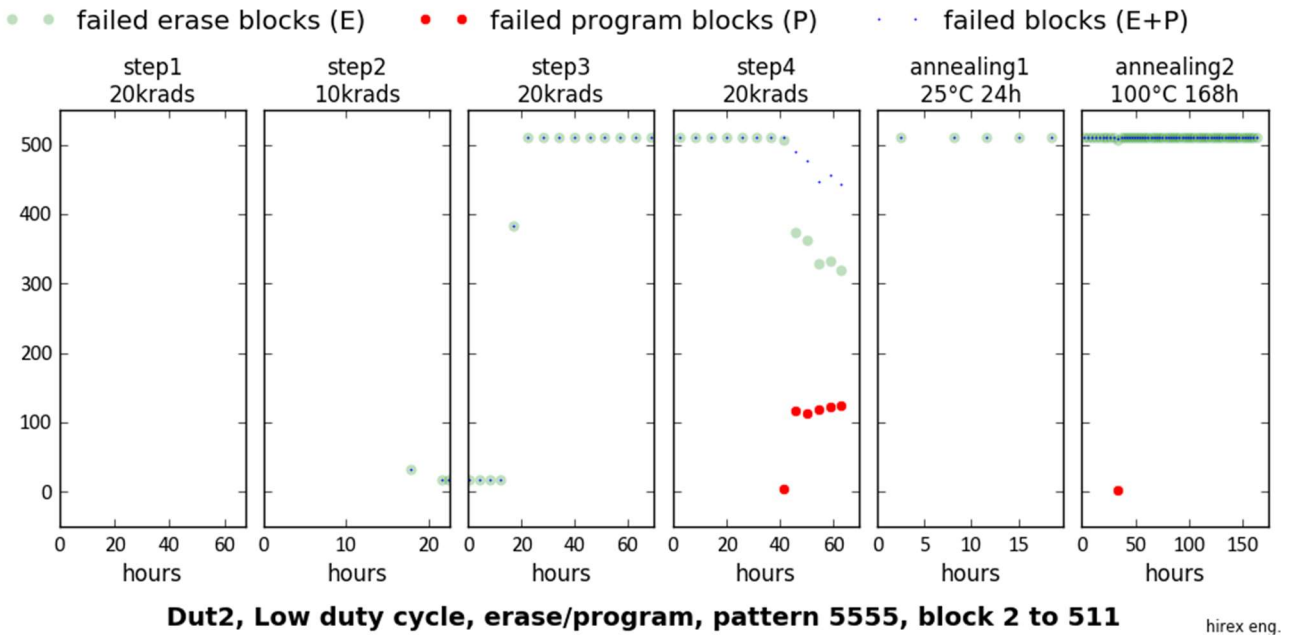 failed erase blocks (E) failed program blocks (P) failed blocks (E+P)
step1 step2 step3 step4 annealing1 annealing2
20krads 10krads 20krads 20krads 25°C 24h 100°C 168h
500
400
300
200
100
0
0 20 40 60 0 10 20 0 20 40 60 0 20 40 60 0 5 10 15 0 50 100 150
hours hours hours hours hours hours
Dut2, Low duty cycle, erase/program, pattern 5555, block 2 to 511
hirex eng.